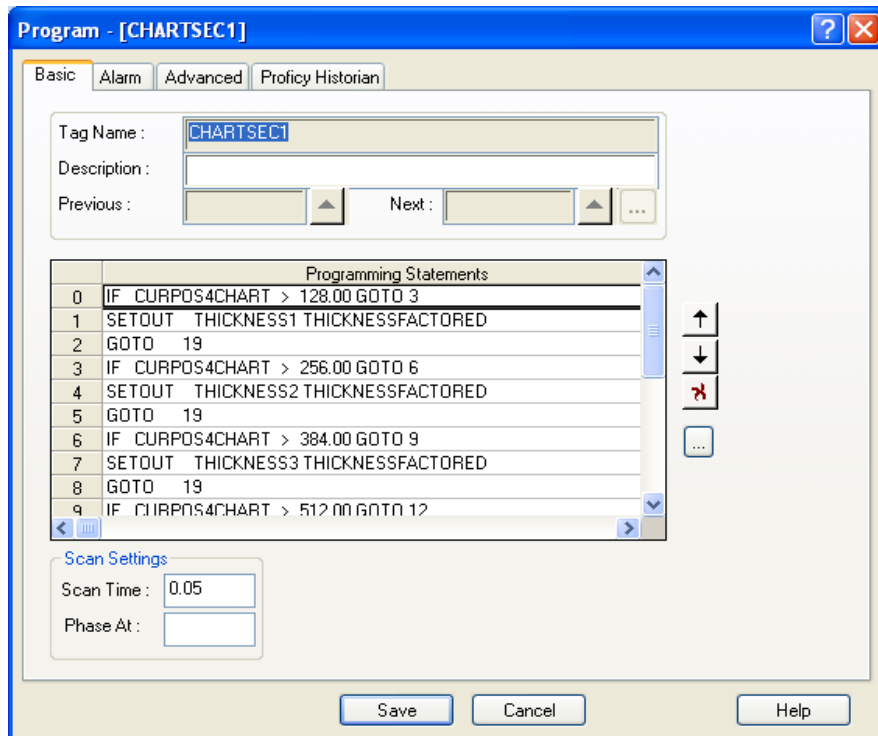 Program - [CHARTSEC1]
Basic Alarm Advanced Proficy Historian
Tag Name : CHARTSEC1
Description :
Previous : Next : ...
Programming Statements
0 IF CURPOS4CHART > 128.00 GOTO 3
1 SETOUT THICKNESS1 THICKNESSFACTORED
2 GOTO 19
3 IF CURPOS4CHART > 256.00 GOTO 6
4 SETOUT THICKNESS2 THICKNESSFACTORED
5 GOTO 19
6 IF CURPOS4CHART > 384.00 GOTO 9
7 SETOUT THICKNESS3 THICKNESSFACTORED
8 GOTO 19
9 IF CURPOS4CHART > 512.00 GOTO 12
...
Scan Settings
Scan Time : 0.05
Phase At :
Save Cancel Help